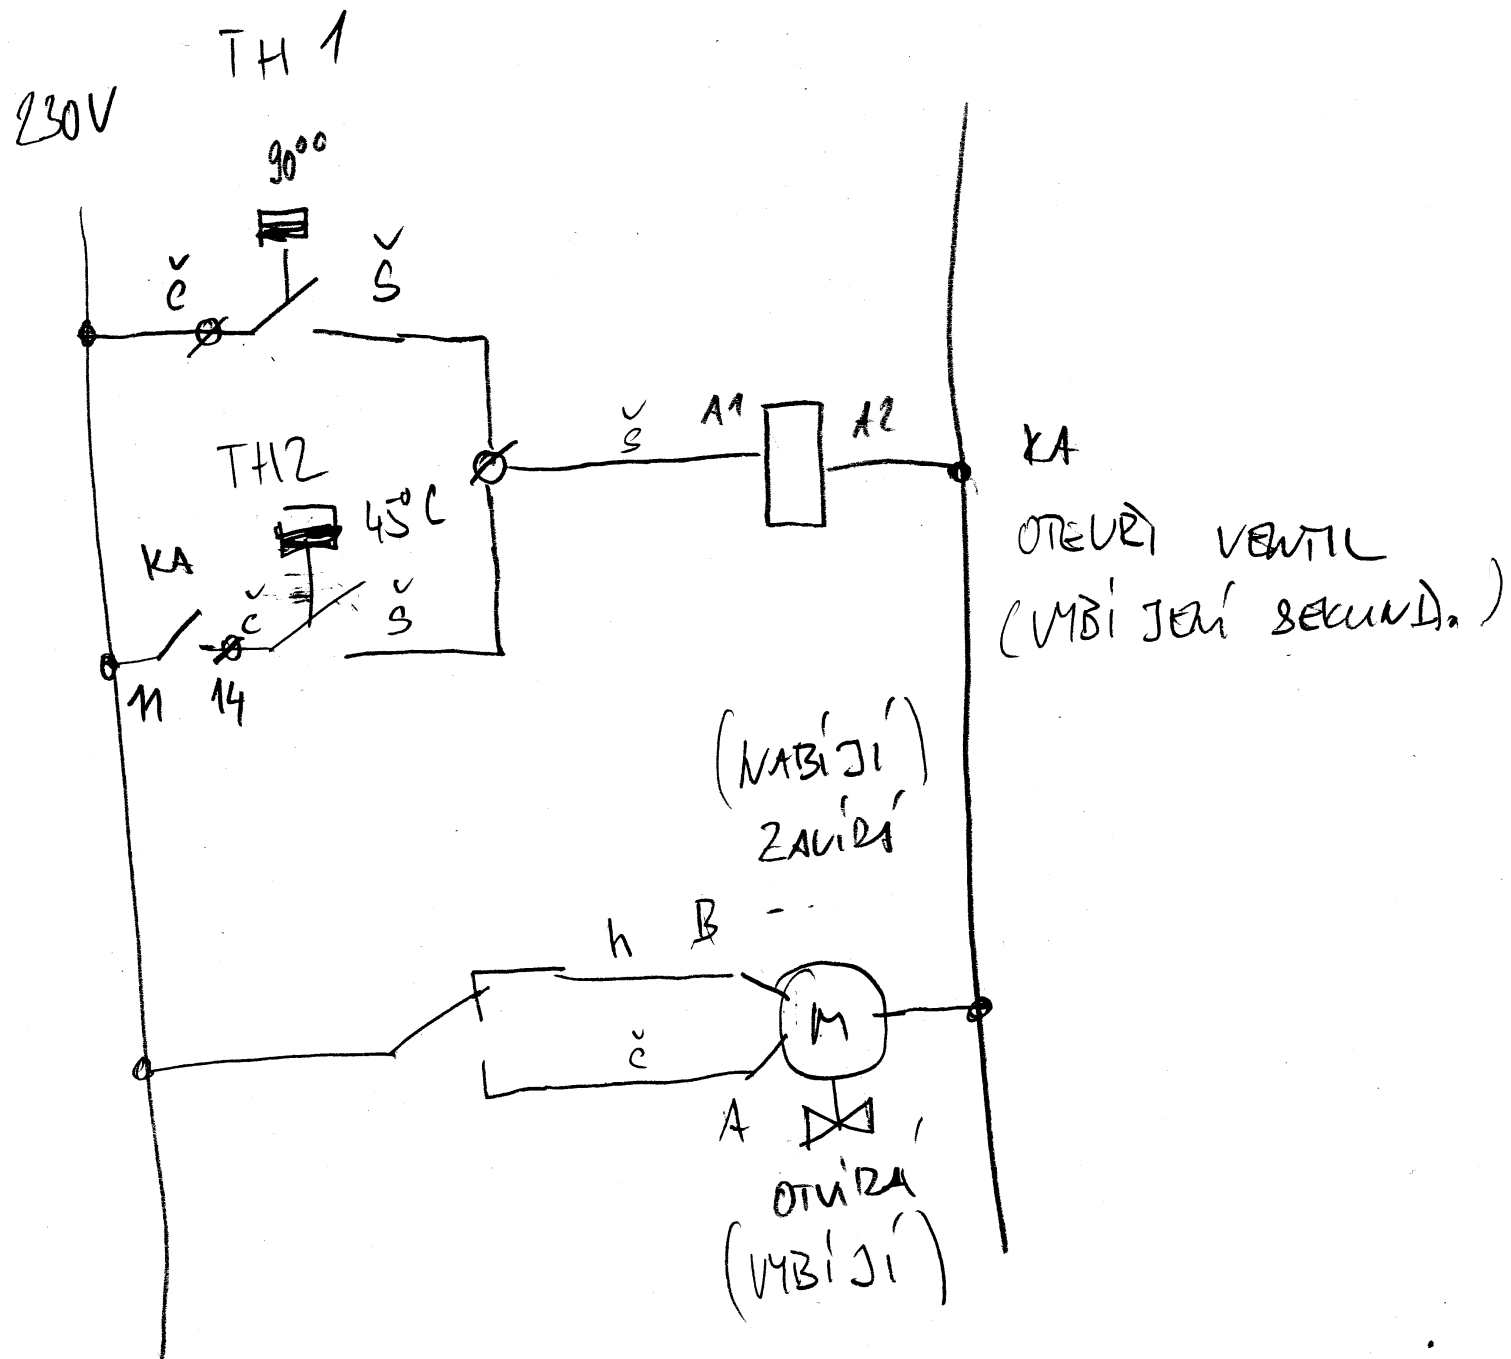 TH 1
230V
90°°
č
š
TH2
45°C
š
A1
A2
KA
OTEVŘÍ VENTIL
(VYBÍJENÍ SEKUND.)
KA
č
š
11
14
(NABÍJÍ)
ZAVÍRÁ
h
B
M
č
A
OTVÍRÁ
(VYBÍJÍ)